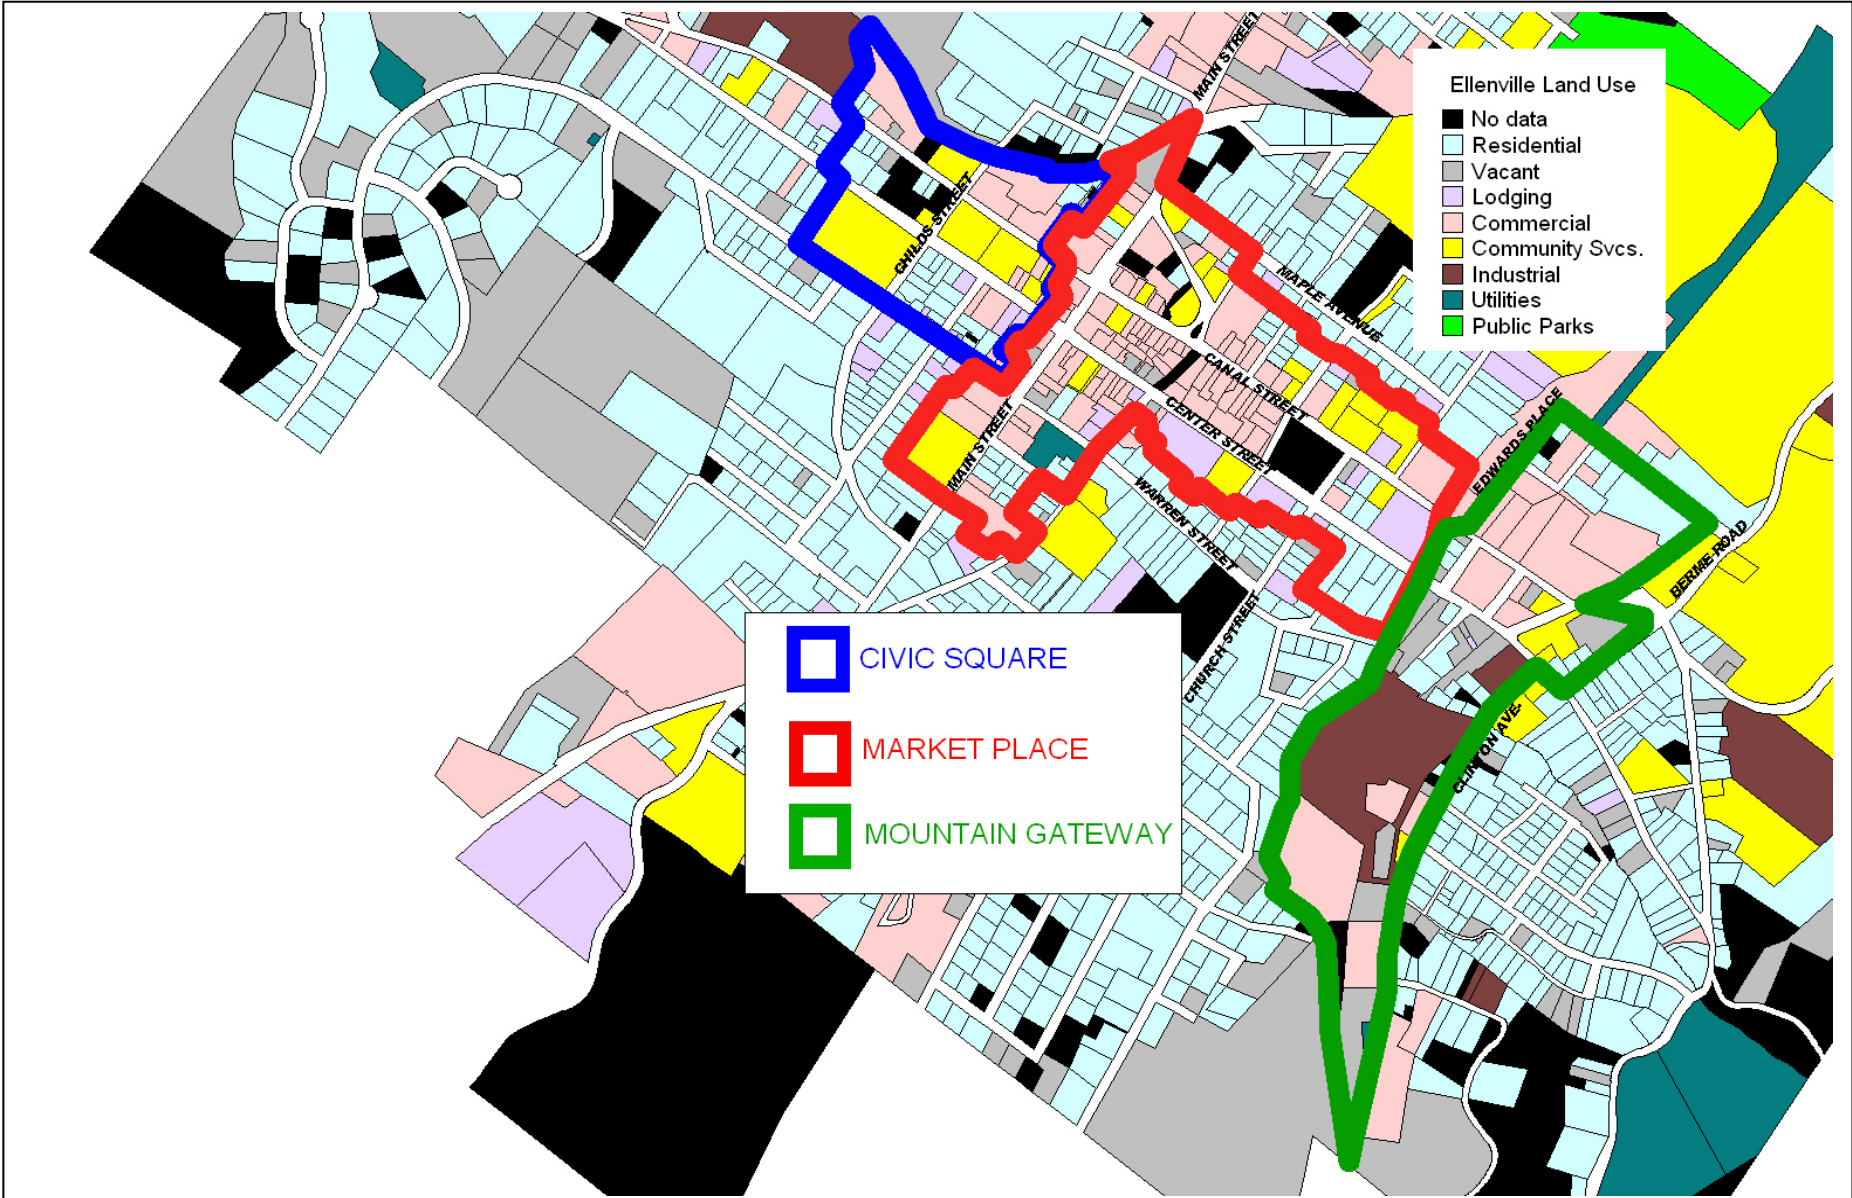 MAIN STREET
Ellenville Land Use
No data
Residential
Vacant
Lodging
Commercial
Community Svcs.
Industrial
Utilities
Public Parks
CHILDS STREET
MAPLE AVENUE
CANAL STREET
CENTER STREET
MAIN STREET
EDWARDS PLACE
WARREN STREET
BERME ROAD
CHURCH STREET
CLINTON AVE.
CIVIC SQUARE
MARKET PLACE
MOUNTAIN GATEWAY